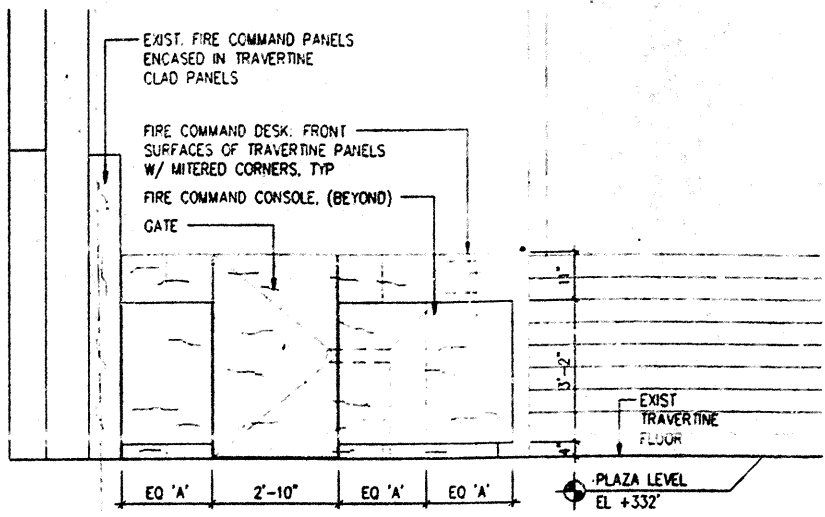 EXIST. FIRE COMMAND PANELS
ENCASED IN TRAVERTINE
CLAD PANELS
FIRE COMMAND DESK: FRONT
SURFACES OF TRAVERTINE PANELS
W/ MITERED CORNERS, TYP
FIRE COMMAND CONSOLE, (BEYOND)
GATE
3'-2"
4"
EXIST
TRAVERTINE
FLOOR
EQ 'A'
2'-10"
EQ 'A'
EQ 'A'
PLAZA LEVEL
EL +332'